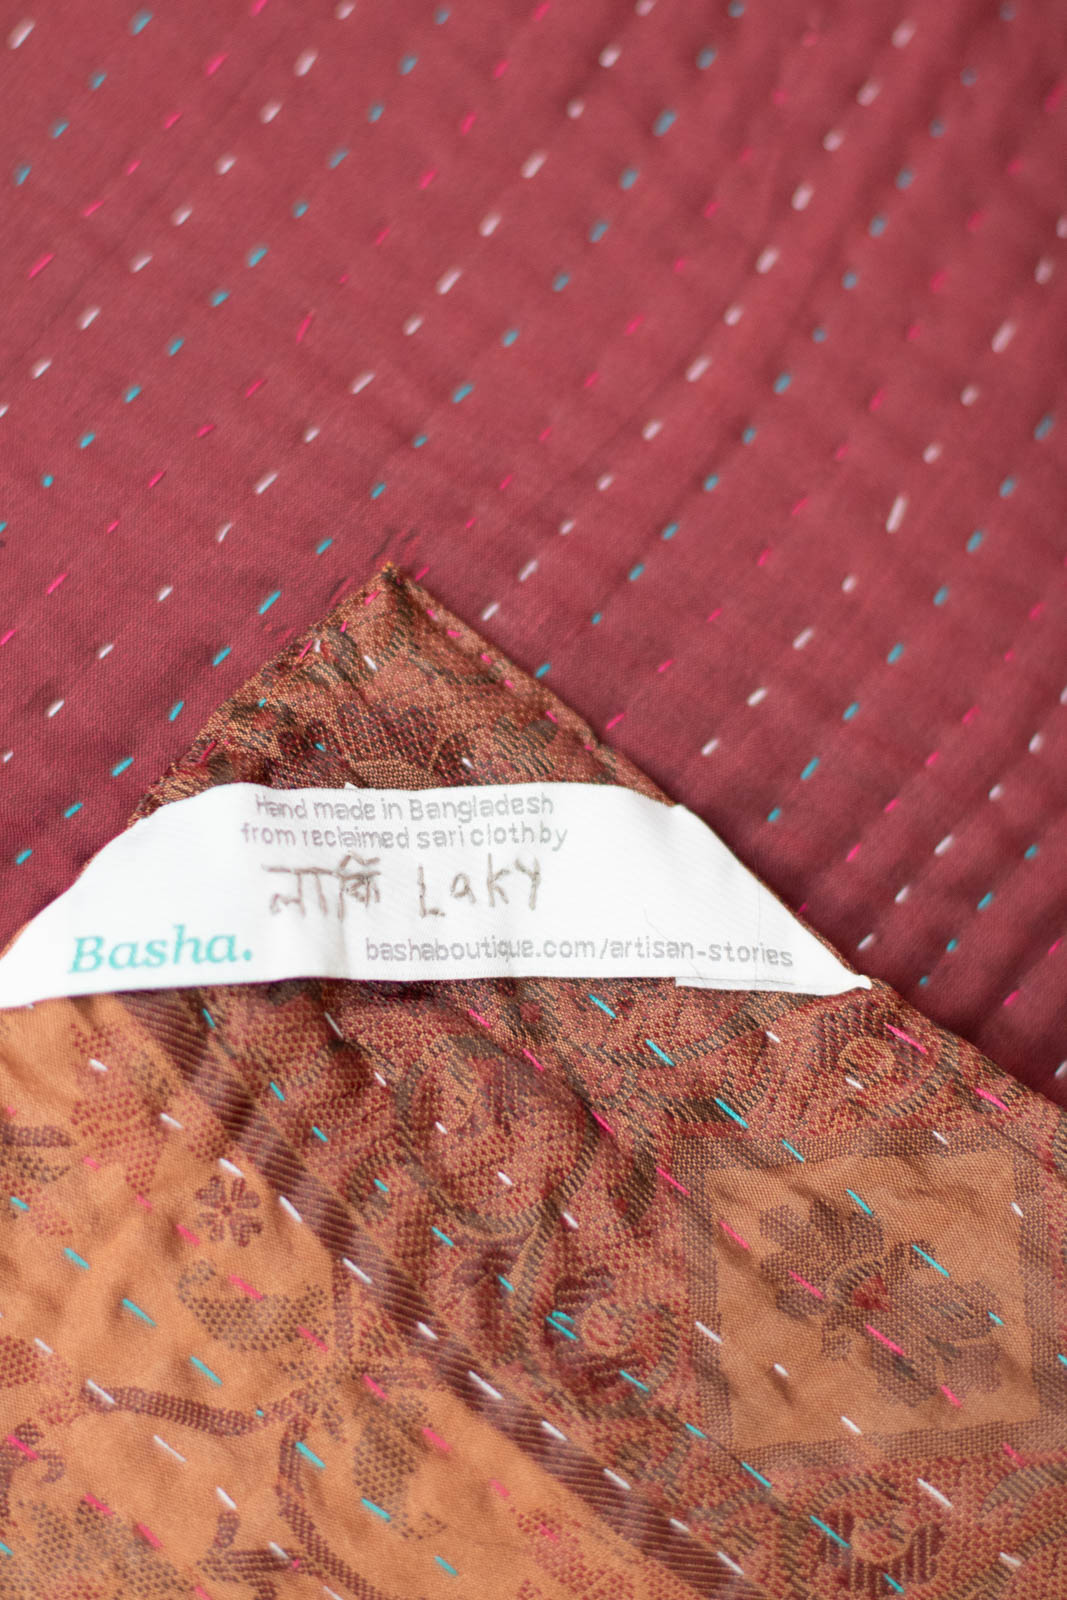 Hand made in Bangladesh
from reclaimed sari cloth by
লাকি Laky
Basha.
bashaboutique.com/artisan-stories